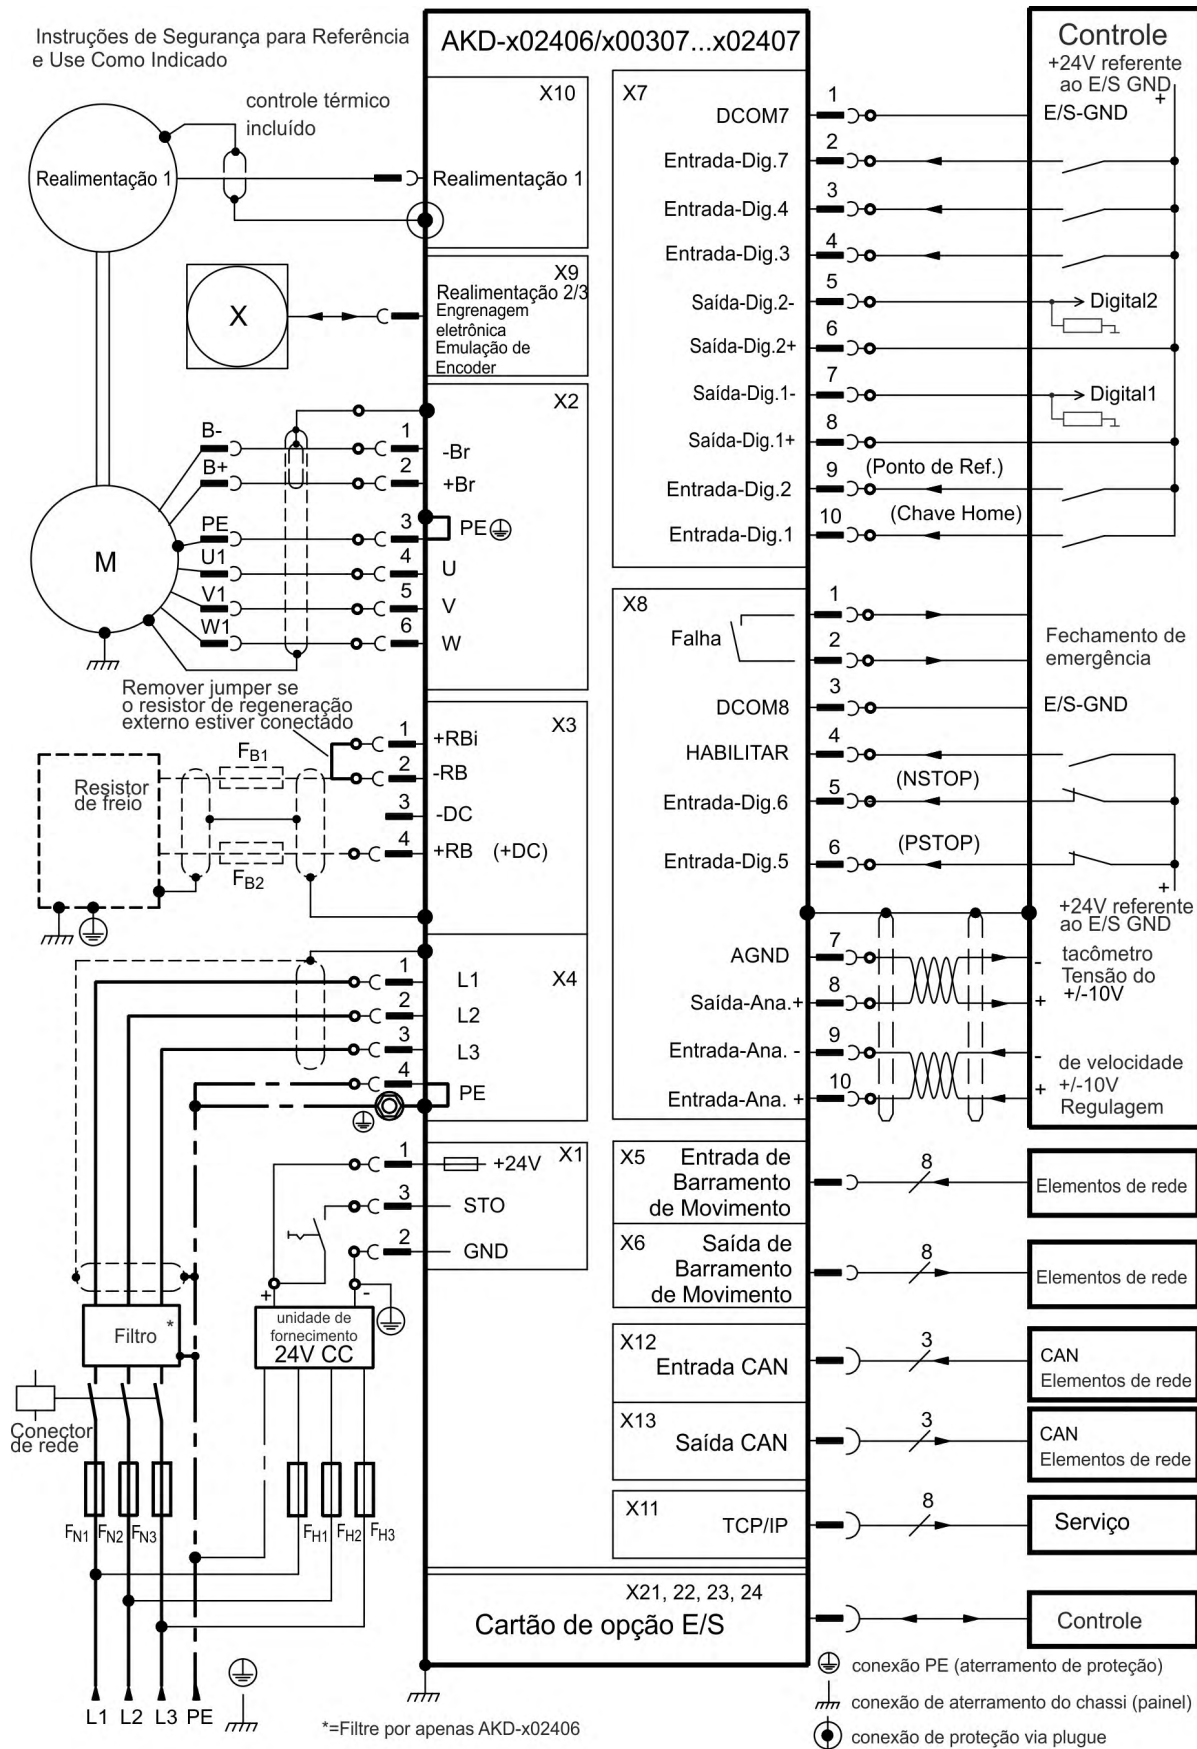 Instruções de Segurança para Referência
e Use Como Indicado
AKD-x02406/x00307...x02407
Controle
+24V referente
ao E/S GND
+
controle térmico
incluído
Realimentação 1
X10
Realimentação 1
X
X9
Realimentação 2/3
Engrenagem
eletrônica
Emulação de
Encoder
X2
B-
1
-Br
B+
2
+Br
PE
3
PE
U1
4
U
V1
5
V
W1
6
W
M
Remover jumper se
o resistor de regeneração
externo estiver conectado
X3
FB1
1
+RBi
2
-RB
Resistor
de freio
3
-DC
4
+RB (+DC)
FB2
X4
1
L1
2
L2
3
L3
4
PE
X1
1
+24V
3
STO
2
GND
+
-
unidade de
fornecimento
24V CC
Filtro *
Conector
de rede
FN1 FN2 FN3
FH1 FH2 FH3
L1 L2 L3 PE
*=Filtre por apenas AKD-x02406
X7
DCOM7
1
E/S-GND
Entrada-Dig.7
2
Entrada-Dig.4
3
Entrada-Dig.3
4
Saída-Dig.2-
5
Digital2
Saída-Dig.2+
6
Saída-Dig.1-
7
Digital1
Saída-Dig.1+
8
Entrada-Dig.2
9
(Ponto de Ref.)
Entrada-Dig.1
10
(Chave Home)
X8
Falha
1
2
Fechamento de
emergência
DCOM8
3
E/S-GND
HABILITAR
4
Entrada-Dig.6
5
(NSTOP)
Entrada-Dig.5
6
(PSTOP)
+
+24V referente
ao E/S GND
AGND
7
-
tacômetro
Tensão do
+/-10V
Saída-Ana.+
8
+
Entrada-Ana. -
9
-
de velocidade
+/-10V
Regulagem
Entrada-Ana. +
10
+
X5
Entrada de
Barramento
de Movimento
8
Elementos de rede
X6
Saída de
Barramento
de Movimento
8
Elementos de rede
X12
Entrada CAN
3
CAN
Elementos de rede
X13
Saída CAN
3
CAN
Elementos de rede
X11
TCP/IP
8
Serviço
X21, 22, 23, 24
Cartão de opção E/S
Controle
conexão PE (aterramento de proteção)
conexão de aterramento do chassi (painel)
conexão de proteção via plugue